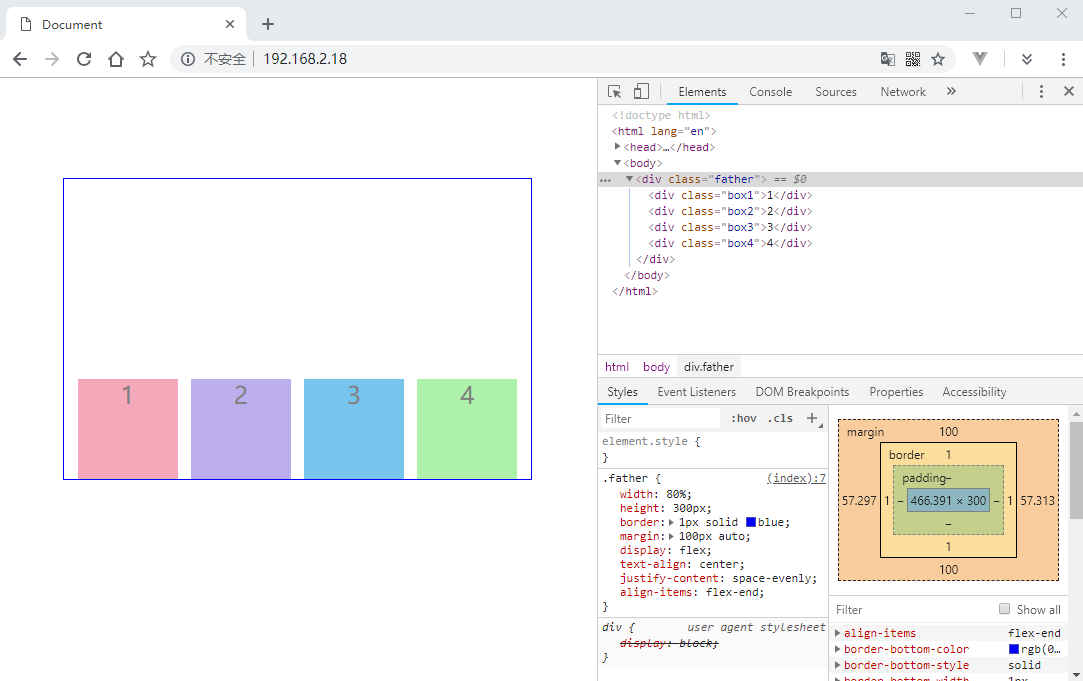 Document
不安全 192.168.2.18
Elements Console Sources Network »
<!doctype html>
<html lang="en">
<head>…</head>
<body>
… <div class="father"> == $0
<div class="box1">1</div>
<div class="box2">2</div>
<div class="box3">3</div>
<div class="box4">4</div>
</div>
</body>
</html>
1 2 3 4
html body div.father
Styles Event Listeners DOM Breakpoints Properties Accessibility
Filter :hov .cls +
element.style {
}
.father { (index):7
width: 80%;
height: 300px;
border: 1px solid blue;
margin: 100px auto;
display: flex;
text-align: center;
justify-content: space-evenly;
align-items: flex-end;
}
div { user agent stylesheet
display: block;
}
margin 100
border 1
padding –
57.297 1 – 466.391 × 300 – 1 57.313
–
1
100
Filter Show all
align-items flex-end
border-bottom-color rgb(0…
border-bottom-style solid
border-bottom-width 1px